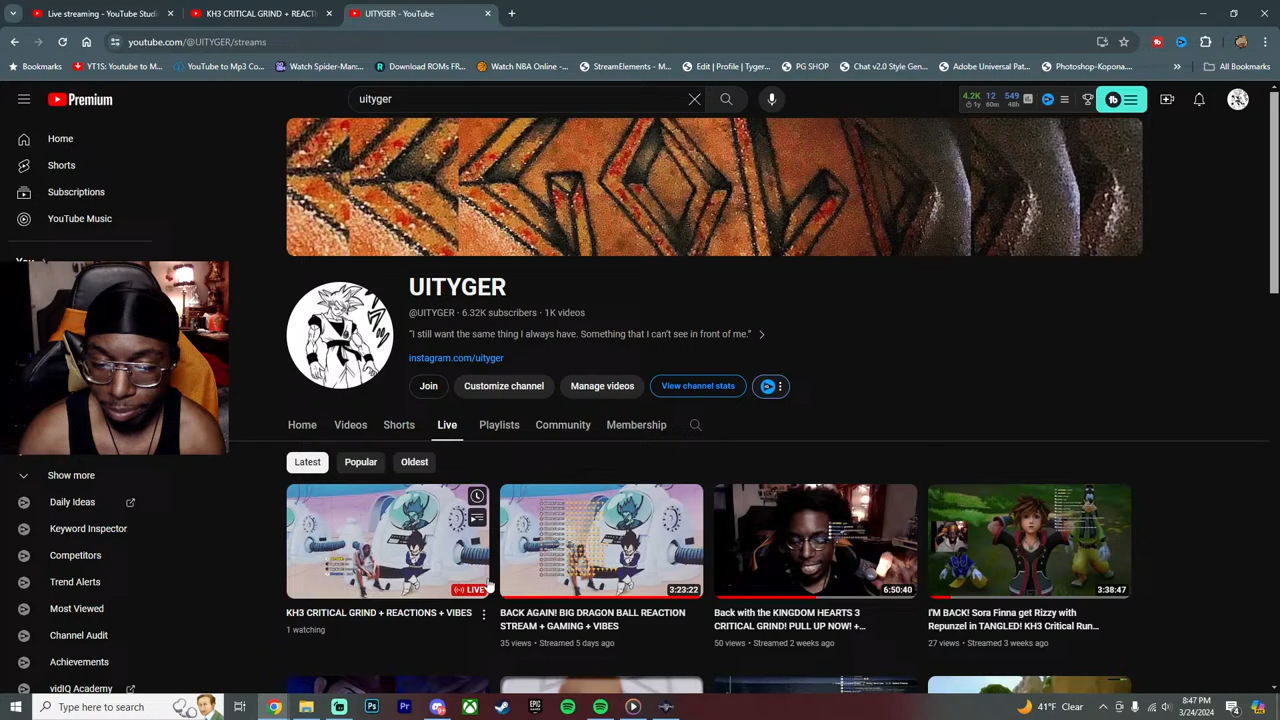 Live streaming - YouTube Studio
KH3 CRITICAL GRIND + REACT
UITYGER - YouTube
youtube.com/@UITYGER/streams
Bookmarks
YT1S: Youtube to M...
YouTube to Mp3 Co...
Watch Spider-Man:...
Download ROMs FR...
Watch NBA Online -...
StreamElements - M...
Edit | Profile | Tyger...
PG SHOP
Chat v2.0 Style Gen...
Adobe Universal Pat...
Photoshop-Kopona...
All Bookmarks
Premium
uityger
4.2K 12 549
1y 60m 48h
Home
Shorts
Subscriptions
YouTube Music
UITYGER
@UITYGER · 6.32K subscribers · 1K videos
"I still want the same thing I always have. Something that I can't see in front of me."
instagram.com/uityger
Join
Customize channel
Manage videos
View channel stats
Home
Videos
Shorts
Live
Playlists
Community
Membership
Latest
Popular
Oldest
Show more
Daily Ideas
Keyword Inspector
Competitors
Trend Alerts
Most Viewed
Channel Audit
Achievements
vidIQ Academy
LIVE
3:23:22
6:50:40
3:38:47
KH3 CRITICAL GRIND + REACTIONS + VIBES
1 watching
BACK AGAIN! BIG DRAGON BALL REACTION
STREAM + GAMING + VIBES
35 views · Streamed 5 days ago
Back with the KINGDOM HEARTS 3
CRITICAL GRIND! PULL UP NOW! +...
50 views · Streamed 2 weeks ago
I'M BACK! Sora Finna get Rizzy with
Repunzel in TANGLED! KH3 Critical Run...
27 views · Streamed 3 weeks ago
Type here to search
41°F Clear
8:47 PM
3/24/2024